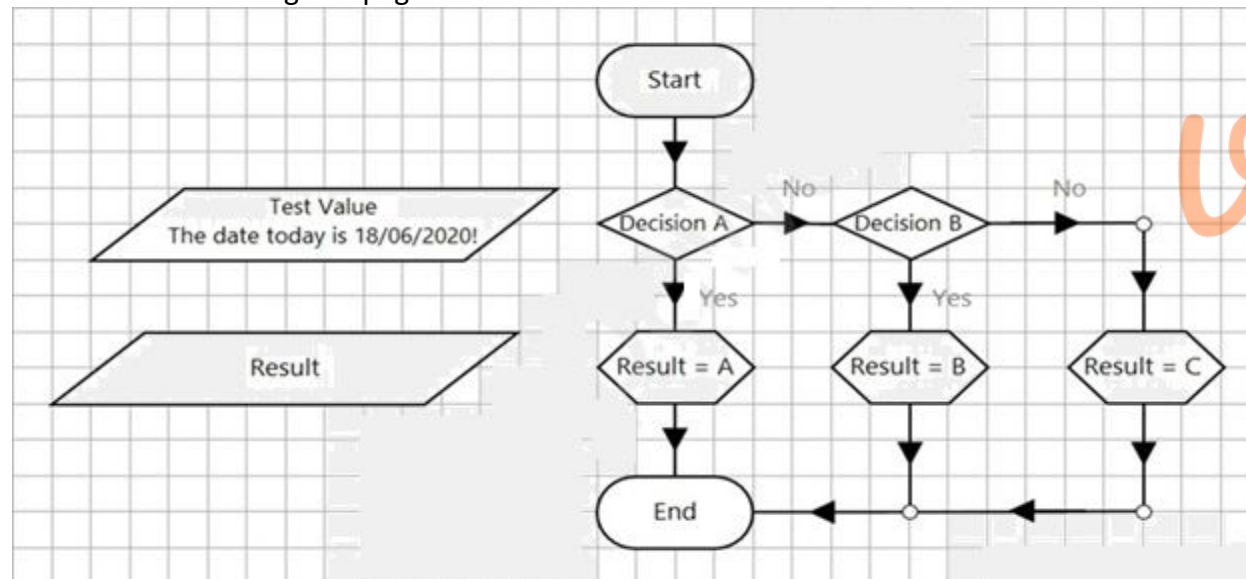 Start
No
No
Test Value
The date today is 18/06/2020!
Decision A
Decision B
Yes
Yes
Result
Result = A
Result = B
Result = C
End